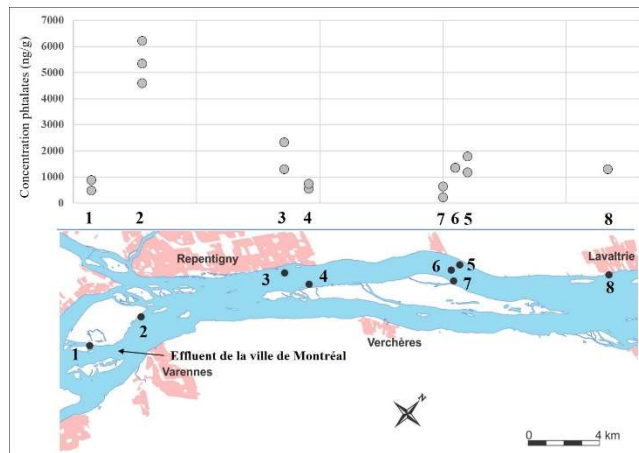 Concentration phtalates (ng/g)
7000
6000
5000
4000
3000
2000
1000
0
1 2 3 4 7 6 5 8
Repentigny
Lavaltrie
3 4 6 5 7 8
2
1
Effluent de la ville de Montréal
Varennes
Verchères
N
0 4 km